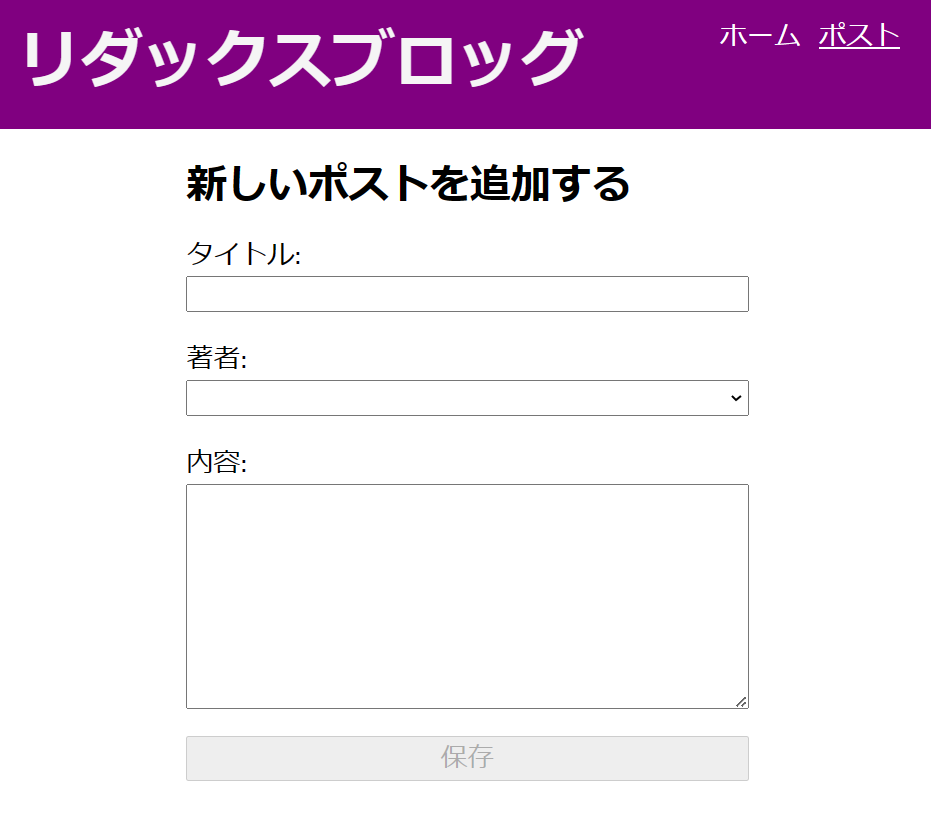 リダックスブロッグ
ホーム ポスト
新しいポストを追加する
タイトル:
著者:
内容:
保存